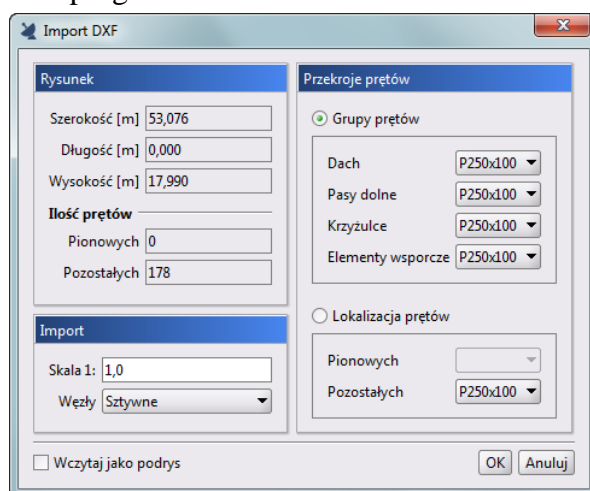 Import DXF
Rysunek
Szerokość [m] 53,076
Długość [m] 0,000
Wysokość [m] 17,990
Ilość prętów
Pionowych 0
Pozostałych 178
Import
Skala 1: 1,0
Węzły Sztywne
Przekroje prętów
Grupy prętów
Dach P250x100
Pasy dolne P250x100
Krzyżulce P250x100
Elementy wsporcze P250x100
Lokalizacja prętów
Pionowych
Pozostałych P250x100
Wczytaj jako podrys
OK Anuluj